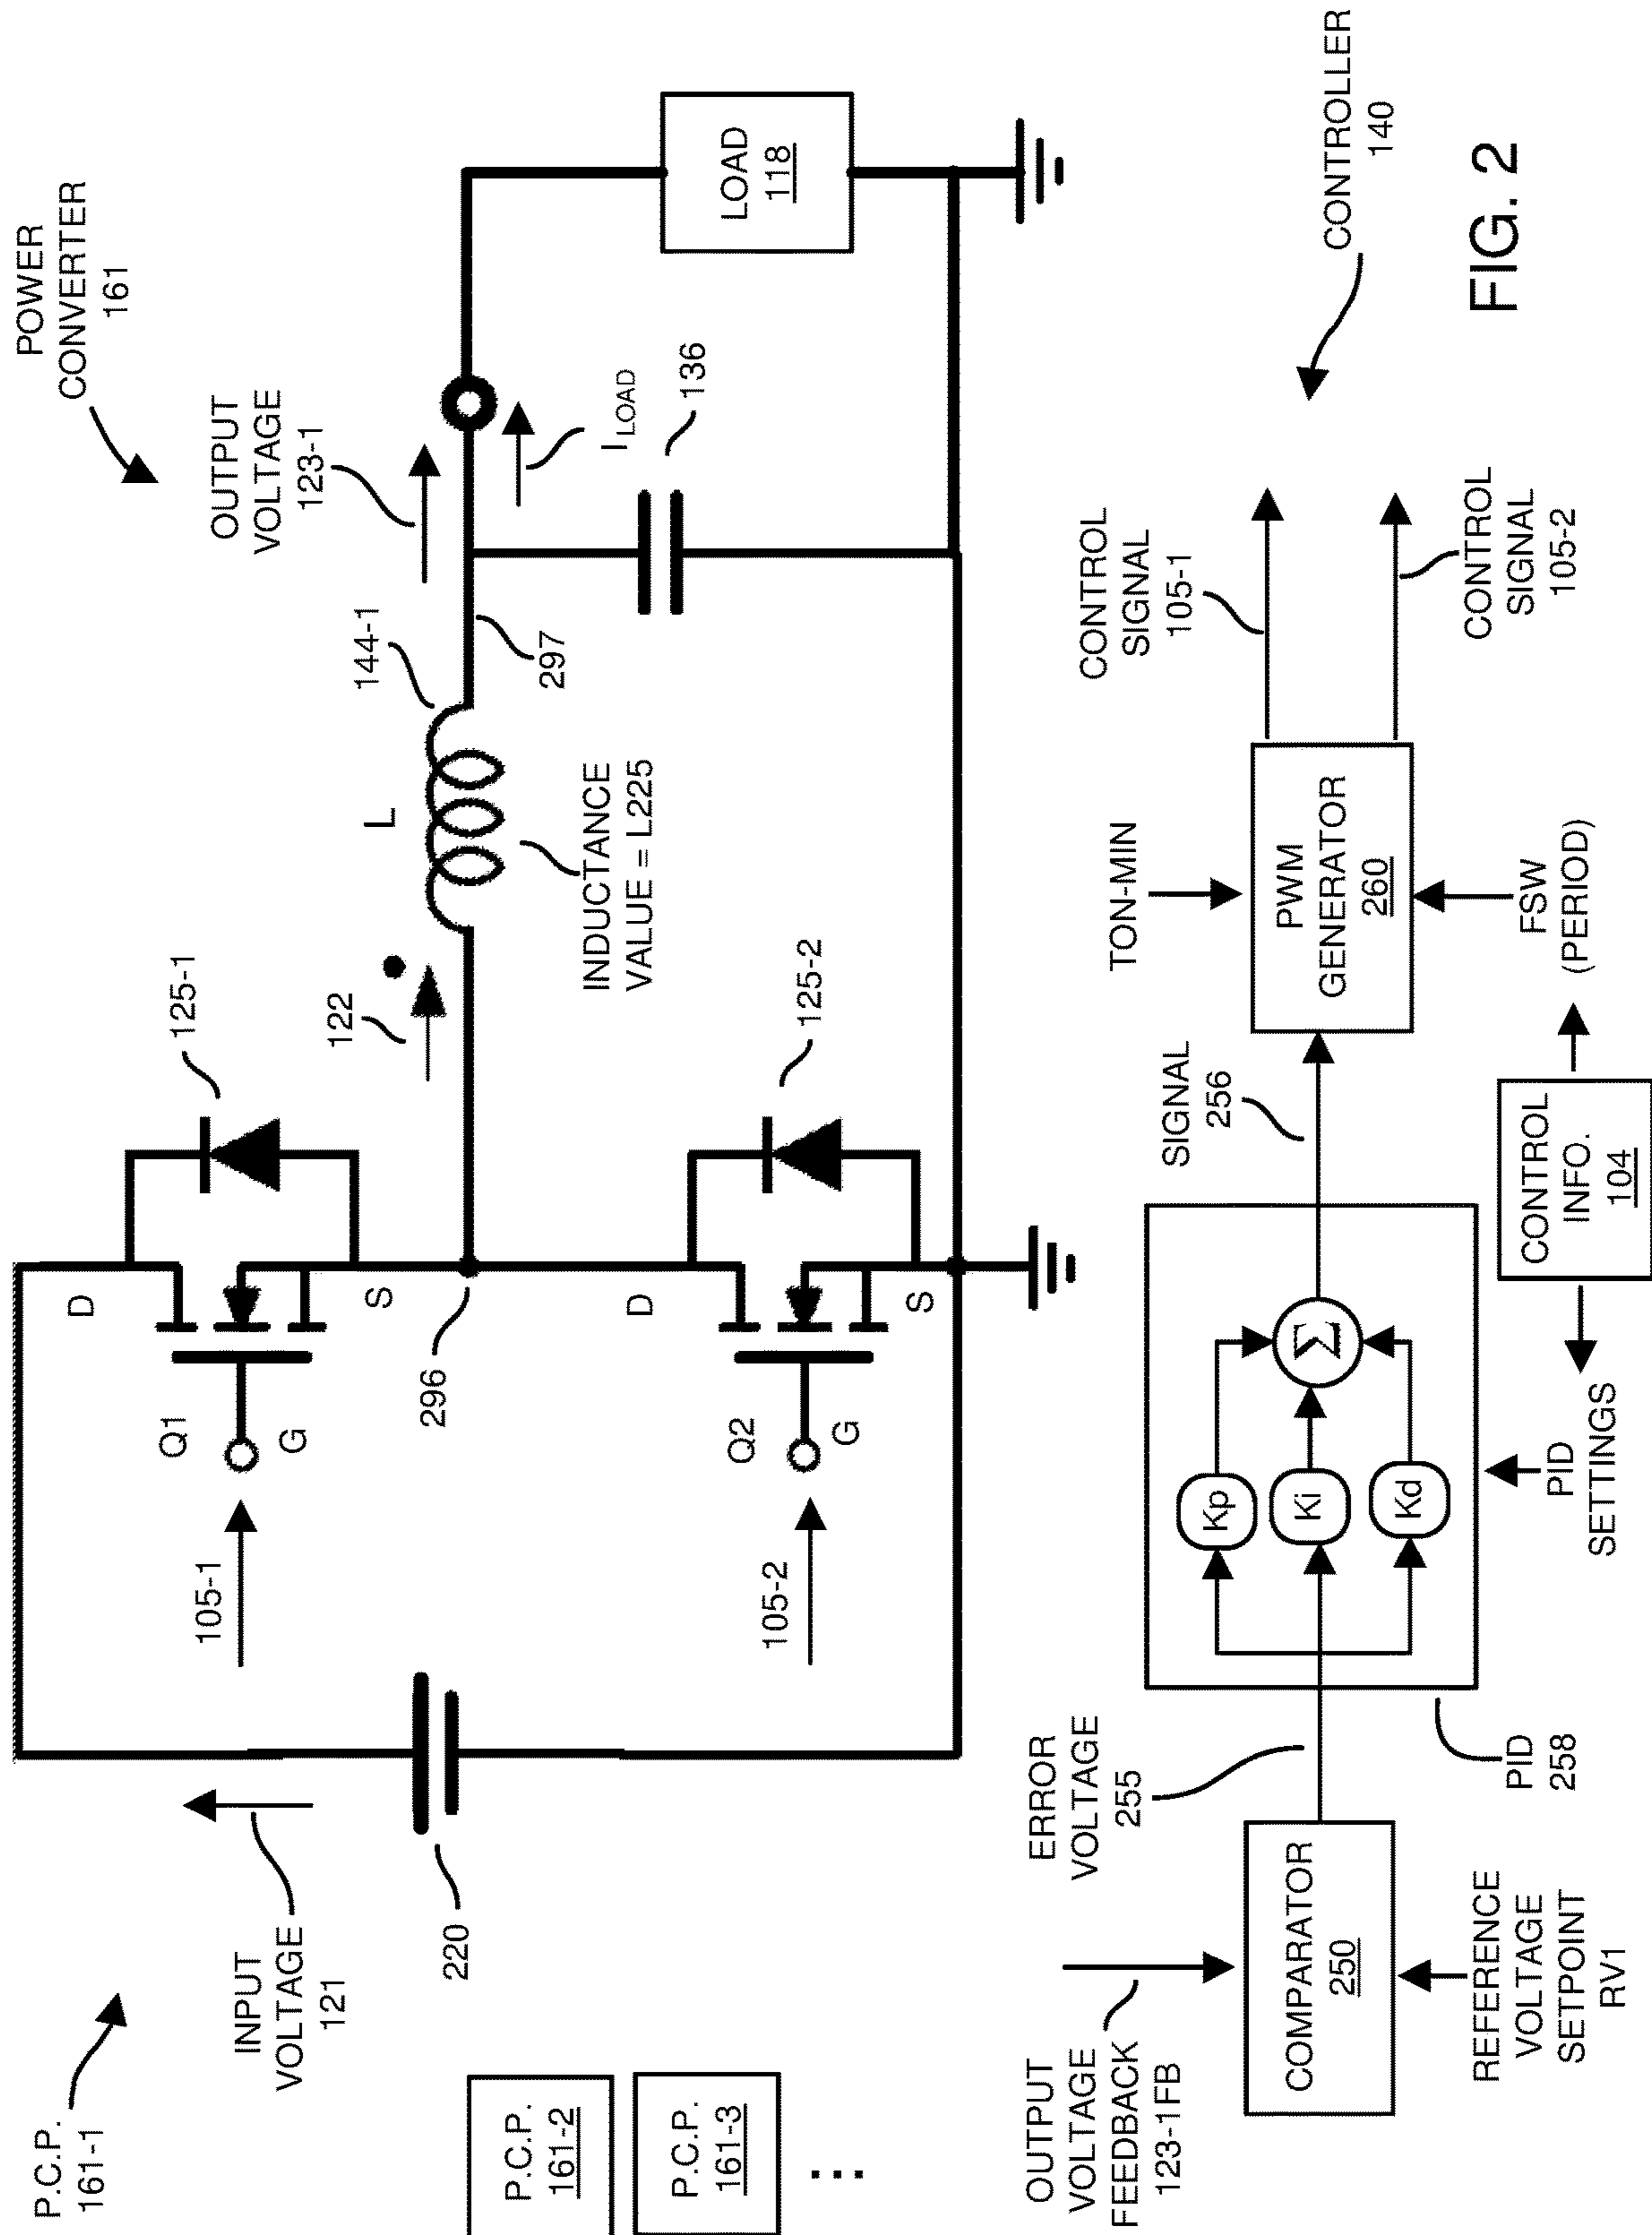 P.C.P.
161-1
POWER
CONVERTER
161
INPUT
VOLTAGE
121
220
D
Q1
G
S
105-1
125-1
296
122
L
144-1
INDUCTANCE
VALUE = L225
297
OUTPUT
VOLTAGE
123-1
I LOAD
136
LOAD
118
D
Q2
G
S
105-2
125-2
P.C.P.
161-2
P.C.P.
161-3
...
OUTPUT
VOLTAGE
FEEDBACK
123-1FB
COMPARATOR
250
REFERENCE
VOLTAGE
SETPOINT
RV1
ERROR
VOLTAGE
255
PID
258
Kp
Ki
Kd
Σ
PID
SETTINGS
CONTROL
INFO.
104
SIGNAL
256
TON-MIN
PWM
GENERATOR
260
FSW
(PERIOD)
CONTROL
SIGNAL
105-1
CONTROL
SIGNAL
105-2
CONTROLLER
140
FIG. 2